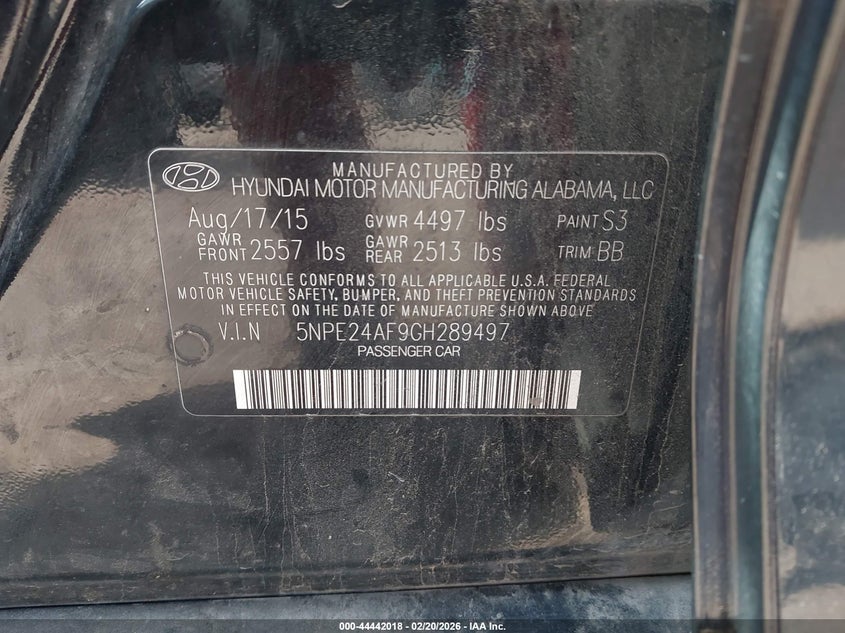 MANUFACTURED BY
HYUNDAI MOTOR MANUFACTURING ALABAMA, LLC
Aug/17/15 GVWR 4497 lbs PAINT S3
GAWR FRONT 2557 lbs GAWR REAR 2513 lbs TRIM BB
THIS VEHICLE CONFORMS TO ALL APPLICABLE U.S.A. FEDERAL
MOTOR VEHICLE SAFETY, BUMPER, AND THEFT PREVENTION STANDARDS
IN EFFECT ON THE DATE OF MANUFACTURE SHOWN ABOVE
V.I.N 5NPE24AF9GH289497
PASSENGER CAR
000-44442018 - 02/20/2026 - IAA Inc.